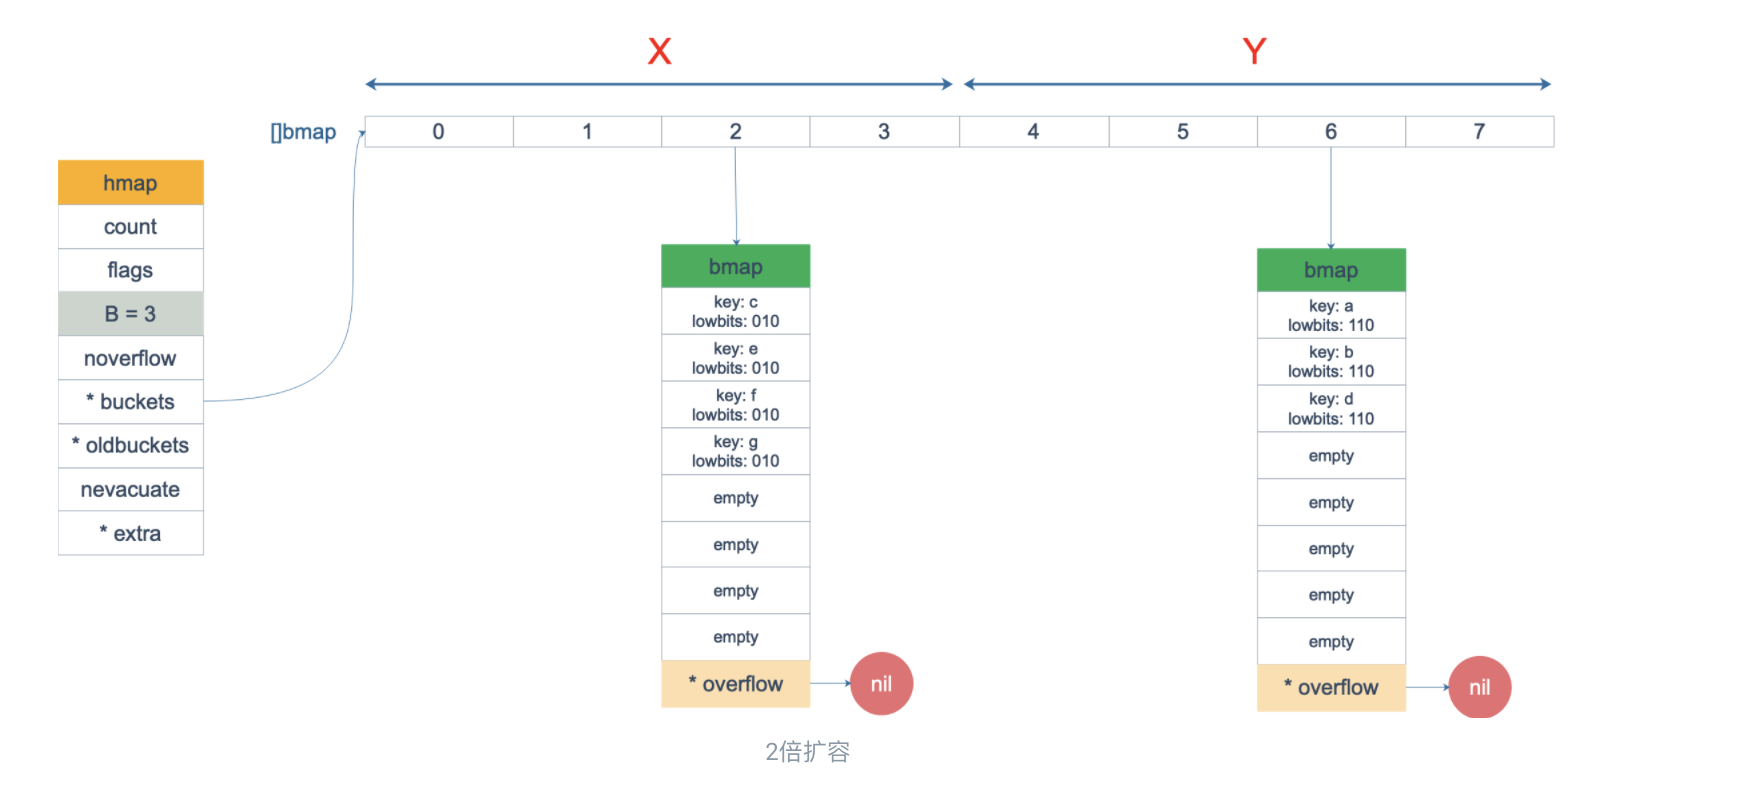 X
Y
[]bmap
0
1
2
3
4
5
6
7
hmap
count
flags
B = 3
noverflow
* buckets
* oldbuckets
nevacuate
* extra
bmap
key: c
lowbits: 010
key: e
lowbits: 010
key: f
lowbits: 010
key: g
lowbits: 010
empty
empty
empty
empty
* overflow
nil
bmap
key: a
lowbits: 110
key: b
lowbits: 110
key: d
lowbits: 110
empty
empty
empty
empty
empty
* overflow
nil
2倍扩容